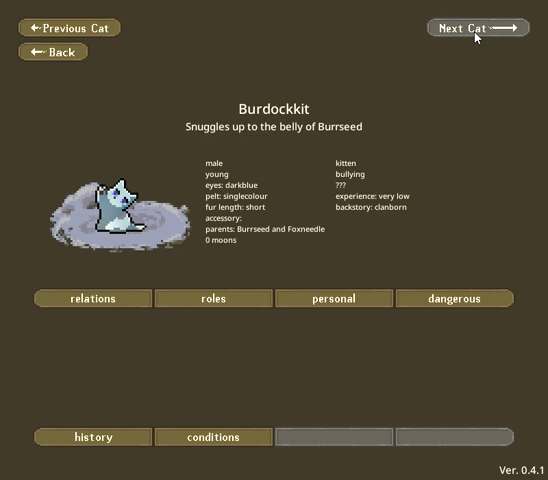 Previous Cat
Next Cat
Back
Burdockkit
Snuggles up to the belly of Burrseed
male
young
eyes: darkblue
pelt: singlecolour
fur length: short
accessory:
parents: Burrseed and Foxneedle
0 moons
kitten
bullying
???
experience: very low
backstory: clanborn
relations
roles
personal
dangerous
history
conditions
Ver. 0.4.1